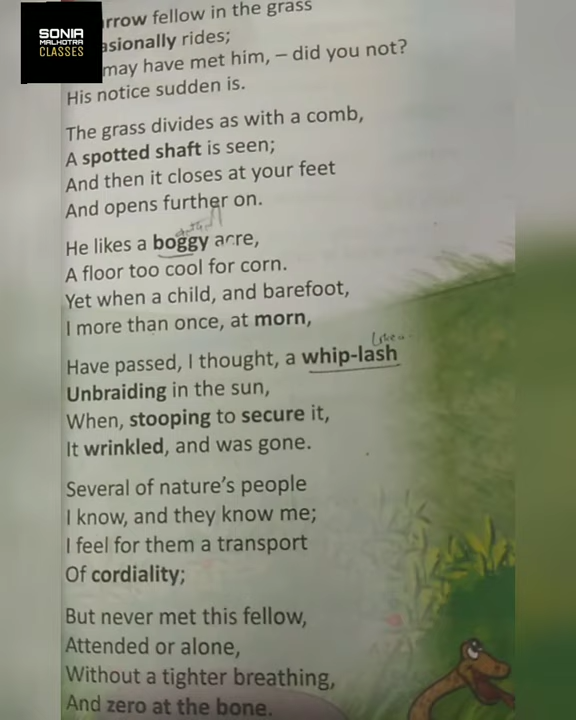 SONIA
MALHOTRA
CLASSES
rrow fellow in the grass
asionally rides;
may have met him, – did you not?
His notice sudden is.
The grass divides as with a comb,
A spotted shaft is seen;
And then it closes at your feet
And opens further on.
He likes a boggy acre,
A floor too cool for corn.
Yet when a child, and barefoot,
I more than once, at morn,
Have passed, I thought, a whip-lash
Unbraiding in the sun,
When, stooping to secure it,
It wrinkled, and was gone.
Several of nature's people
I know, and they know me;
I feel for them a transport
Of cordiality;
But never met this fellow,
Attended or alone,
Without a tighter breathing,
And zero at the bone.